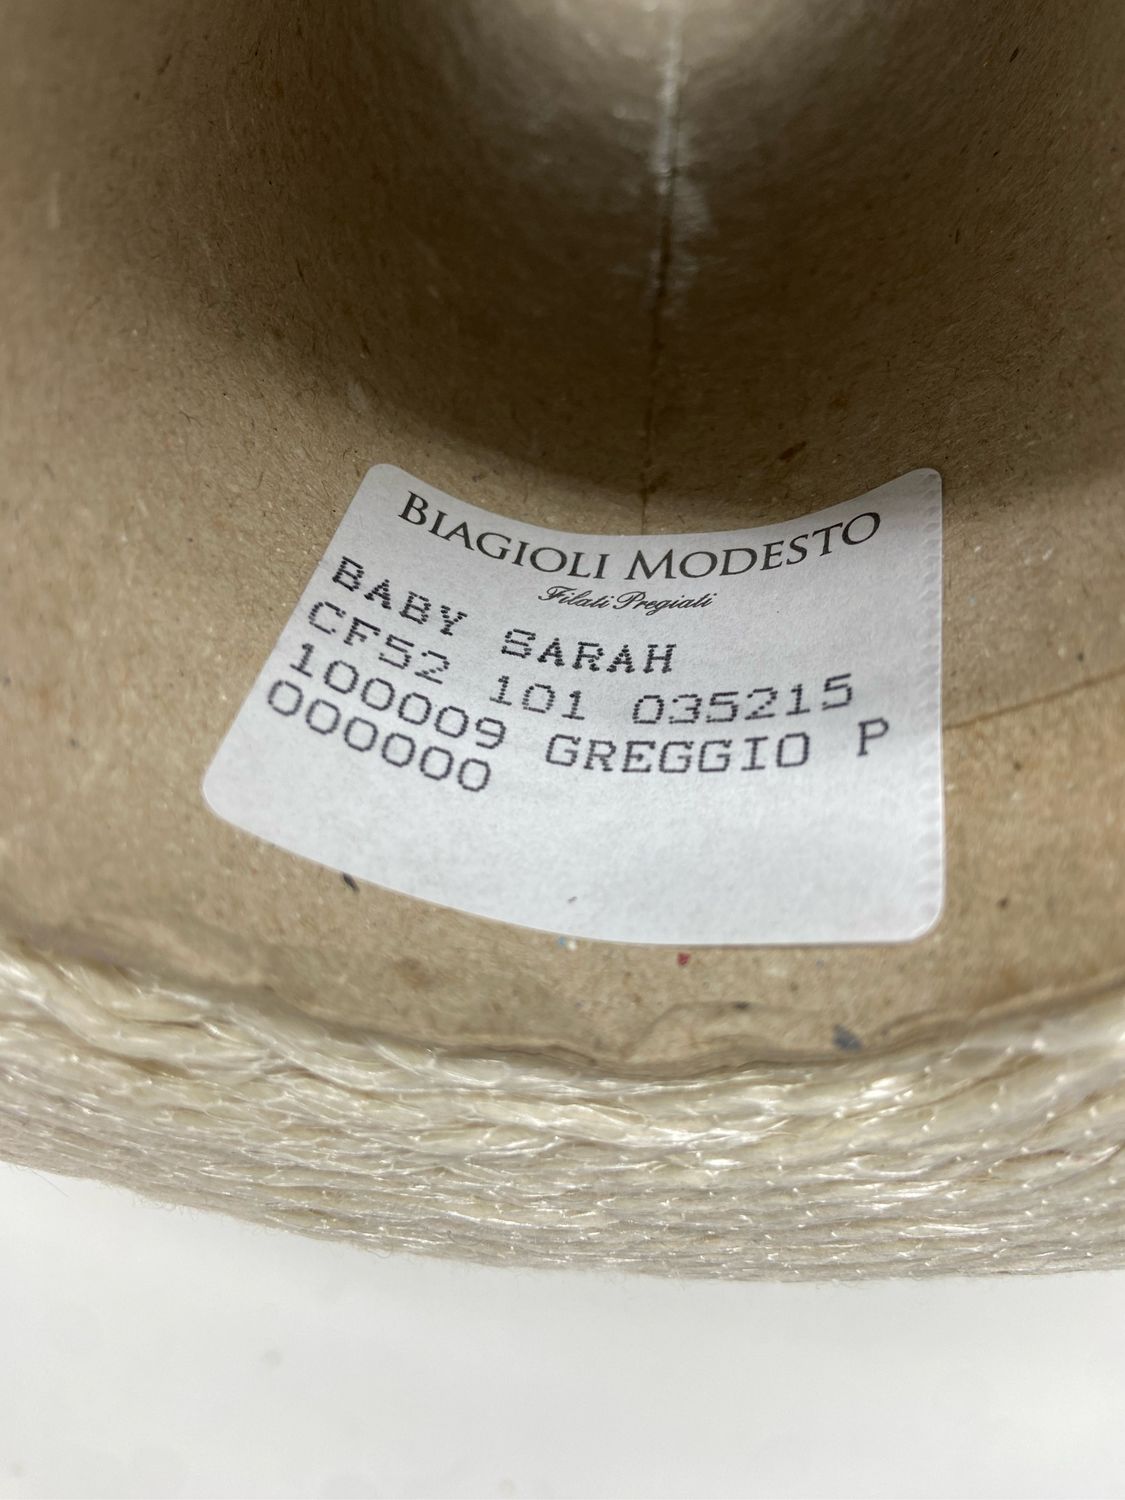 BIAGIOLI MODESTO
Filati Pregiati
BABY SARAH
CF52 101 035215
100009 GREGGIO P
000000